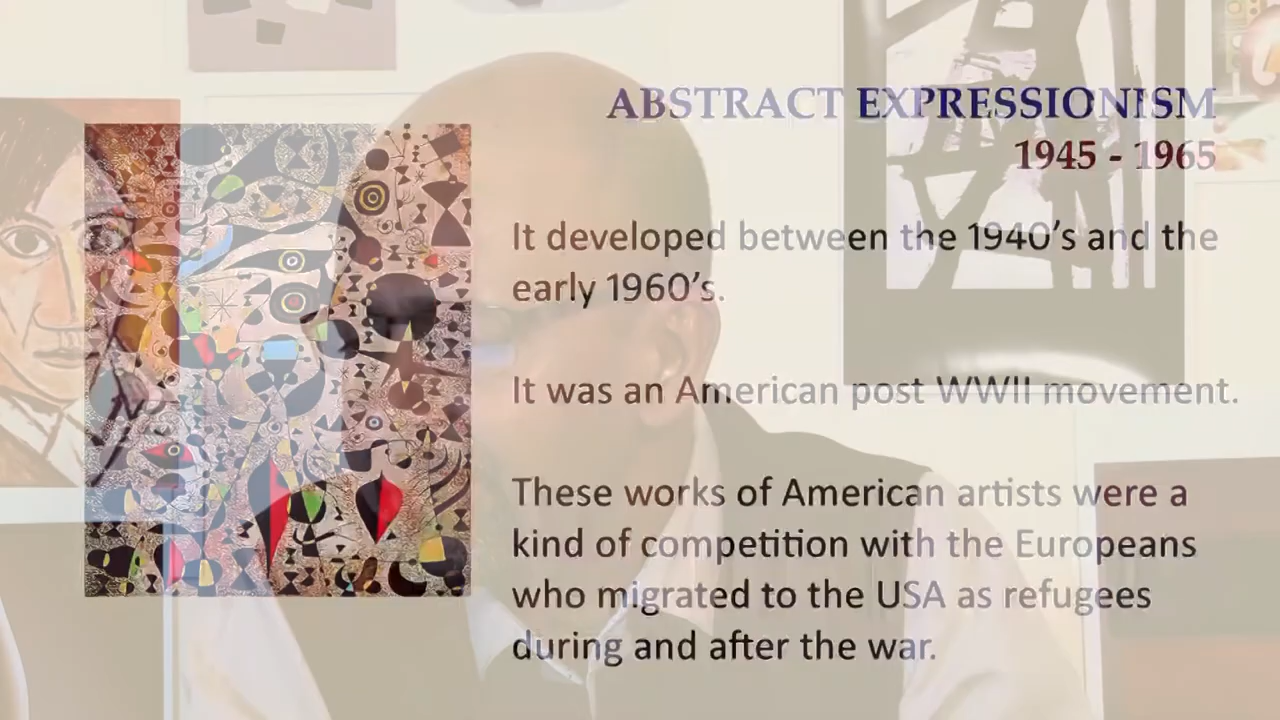 ABSTRACT EXPRESSIONISM
1945 - 1965
It developed between the 1940’s and the
early 1960’s.
It was an American post WWII movement.
These works of American artists were a
kind of competition with the Europeans
who migrated to the USA as refugees
during and after the war.